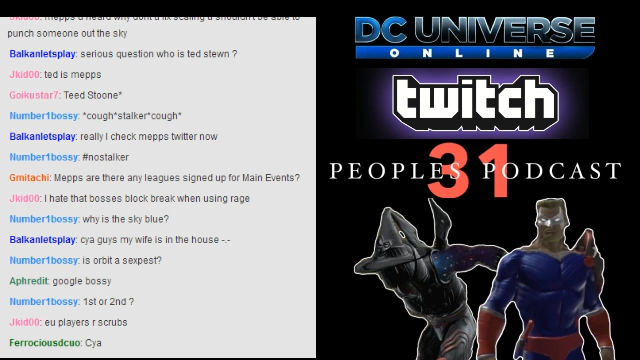 Jkid00: mepps u heard why dont u fix scaling u shouldn't be able to
punch someone out the sky
Balkanletsplay: serious question who is ted stewn ?
Jkid00: ted is mepps
Goikustar7: Teed Stoone*
Number1bossy: *cough*stalker*cough*
Balkanletsplay: really I check mepps twitter now
Number1bossy: #nostalker
Gmitachi: Mepps are there any leagues signed up for Main Events?
Jkid00: I hate that bosses block break when using rage
Number1bossy: why is the sky blue?
Balkanletsplay: cya guys my wife is in the house -.-
Number1bossy: is orbit a sexpest?
Aphredit: google bossy
Number1bossy: 1st or 2nd ?
Jkid00: eu players r scrubs
Ferrociousdcuo: Cya
DC UNIVERSE
ONLINE
twitch
PEOPLES PODCAST
31